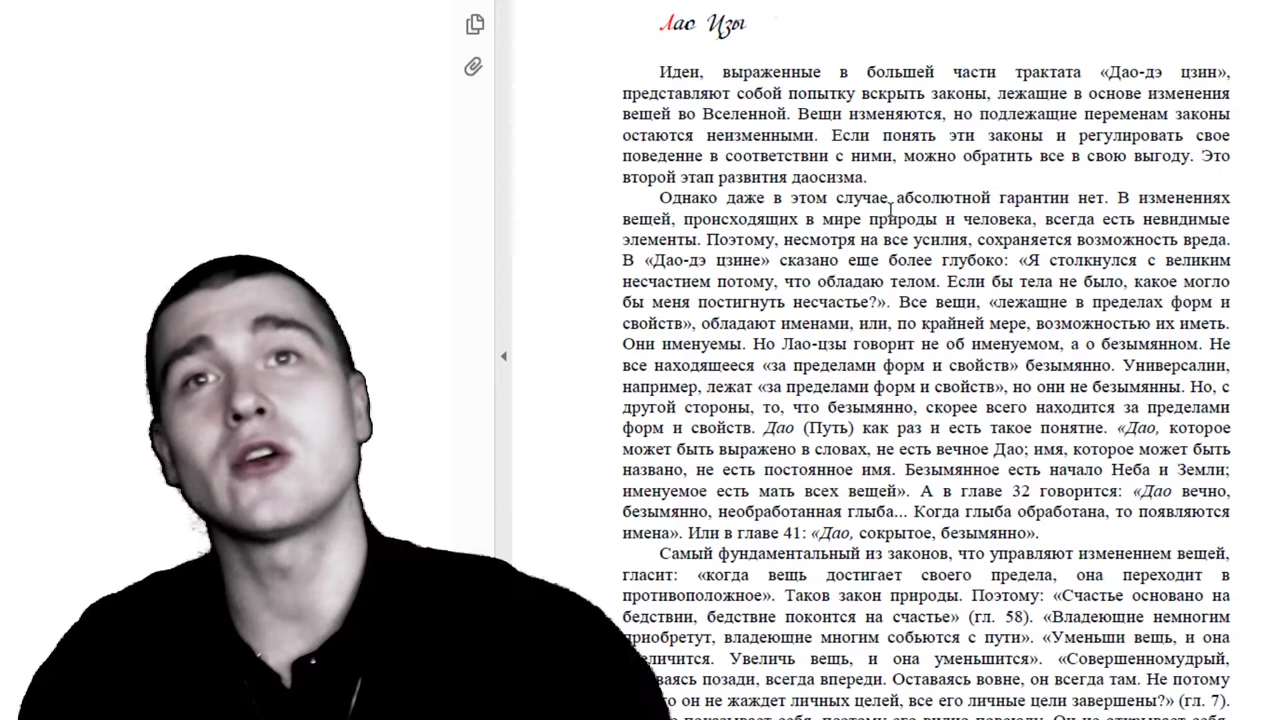 Лао Цзы
Идеи, выраженные в большей части трактата «Дао-дэ цзин»,
представляют собой попытку вскрыть законы, лежащие в основе изменения
вещей во Вселенной. Вещи изменяются, но подлежащие переменам законы
остаются неизменными. Если понять эти законы и регулировать свое
поведение в соответствии с ними, можно обратить все в свою выгоду. Это
второй этап развития даосизма.
Однако даже в этом случае абсолютной гарантии нет. В изменениях
вещей, происходящих в мире природы и человека, всегда есть невидимые
элементы. Поэтому, несмотря на все усилия, сохраняется возможность вреда.
В «Дао-дэ цзине» сказано еще более глубоко: «Я столкнулся с великим
несчастием потому, что обладаю телом. Если бы тела не было, какое могло
бы меня постигнуть несчастье?». Все вещи, «лежащие в пределах форм и
свойств», обладают именами, или, по крайней мере, возможностью их иметь.
Они именуемы. Но Лао-цзы говорит не об именуемом, а о безымянном. Не
все находящееся «за пределами форм и свойств» безымянно. Универсалии,
например, лежат «за пределами форм и свойств», но они не безымянны. Но, с
другой стороны, то, что безымянно, скорее всего находится за пределами
форм и свойств. Дао (Путь) как раз и есть такое понятие. «Дао, которое
может быть выражено в словах, не есть вечное Дао; имя, которое может быть
названо, не есть постоянное имя. Безымянное есть начало Неба и Земли;
именуемое есть мать всех вещей». А в главе 32 говорится: «Дао вечно,
безымянно, необработанная глыба... Когда глыба обработана, то появляются
имена». Или в главе 41: «Дао, сокрытое, безымянно».
Самый фундаментальный из законов, что управляют изменением вещей,
гласит: «когда вещь достигает своего предела, она переходит в
противоположное». Таков закон природы. Поэтому: «Счастье основано на
бедствии, бедствие покоится на счастье» (гл. 58). «Владеющие немногим
приобретут, владеющие многим собьются с пути». «Уменьши вещь, и она
величится. Увеличь вещь, и она уменьшится». «Совершенномудрый,
ваясь позади, всегда впереди. Оставаясь вовне, он всегда там. Не потому
он не жаждет личных целей, все его личные цели завершены?» (гл. 7).